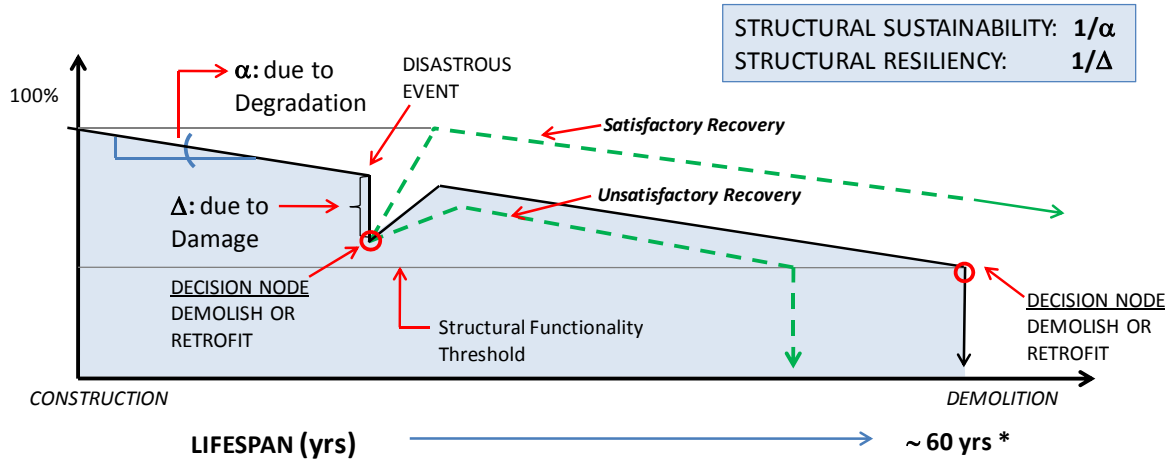 STRUCTURAL SUSTAINABILITY: 1/α
STRUCTURAL RESILIENCY: 1/Δ
100%
α: due to
Degradation
DISASTROUS
EVENT
Satisfactory Recovery
Unsatisfactory Recovery
Δ: due to
Damage
DECISION NODE
DEMOLISH OR
RETROFIT
Structural Functionality
Threshold
DECISION NODE
DEMOLISH OR
RETROFIT
CONSTRUCTION
DEMOLITION
LIFESPAN (yrs)
~ 60 yrs *